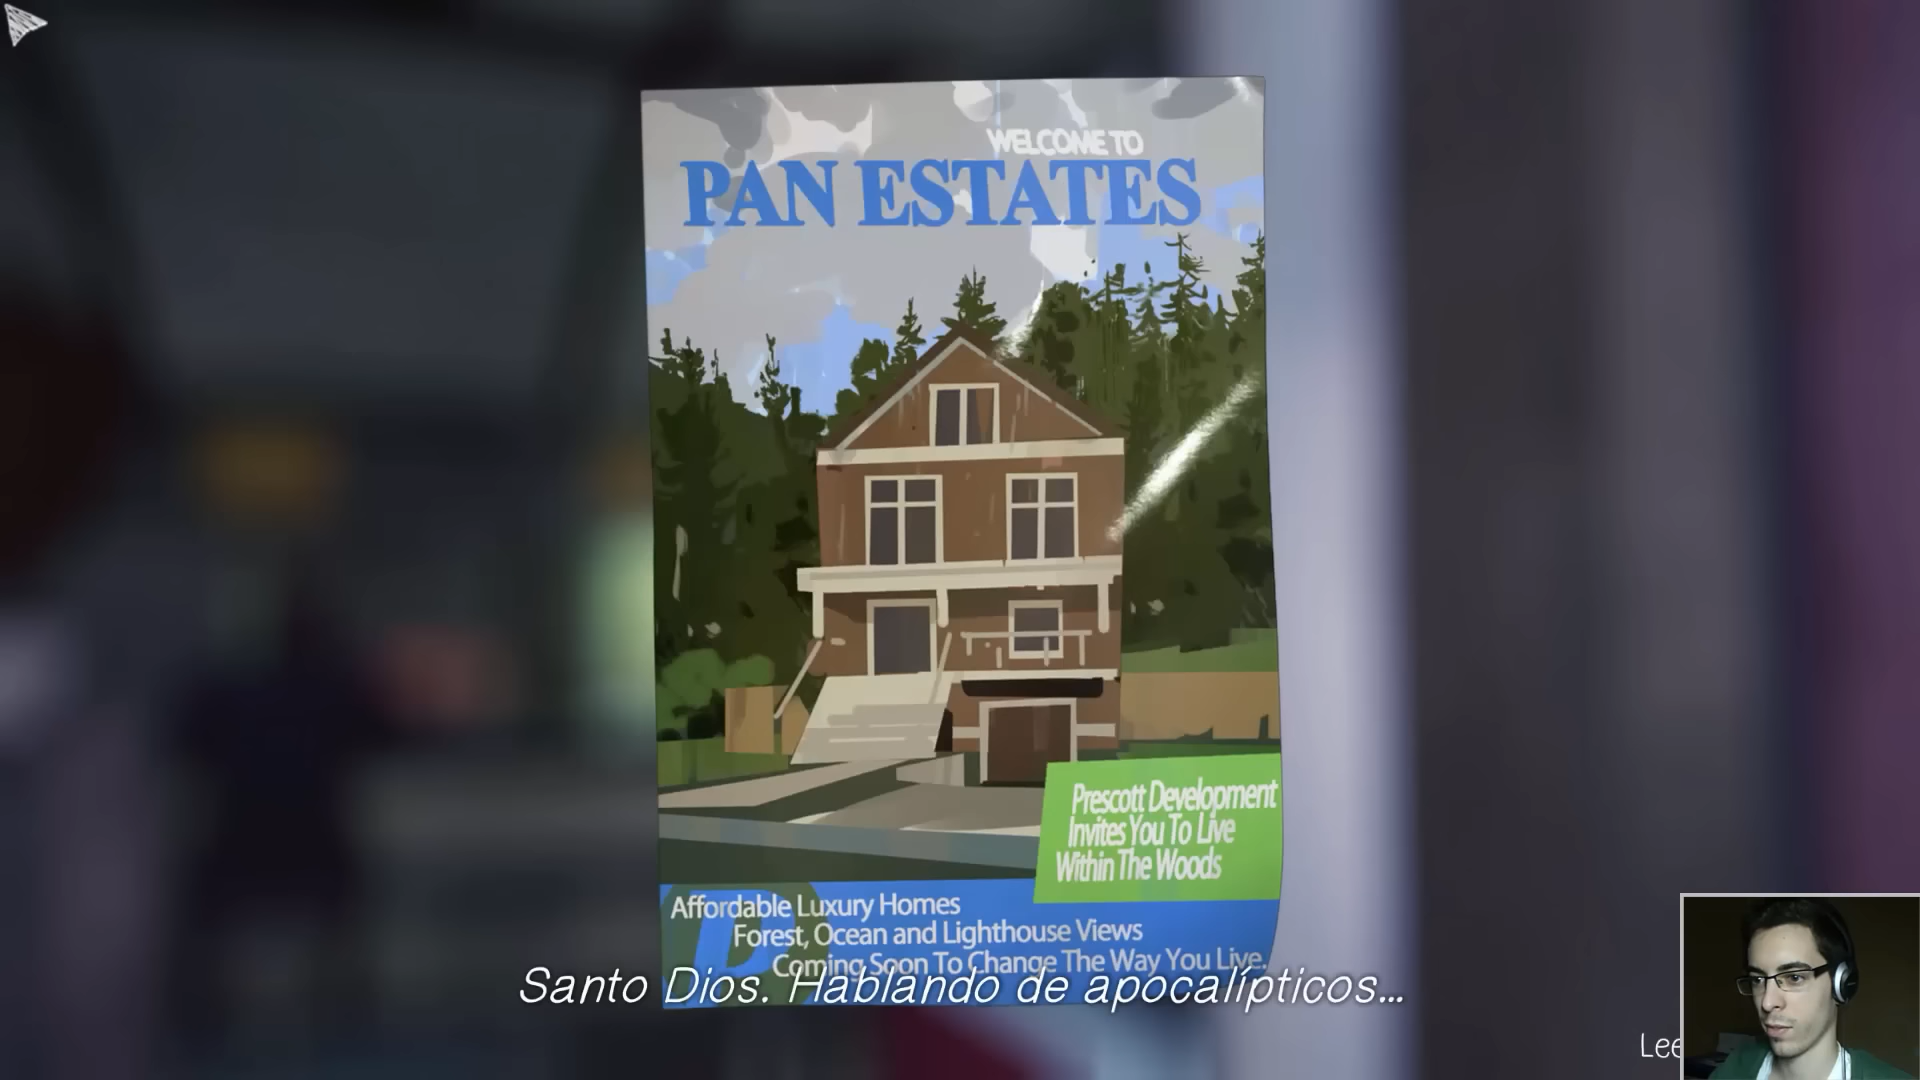 WELCOME TO
PAN ESTATES
Prescott Development
Invites You To Live
Within The Woods
Affordable Luxury Homes
Forest, Ocean and Lighthouse Views
Coming Soon To Change The Way You Live.
Santo Dios. Hablando de apocalípticos...